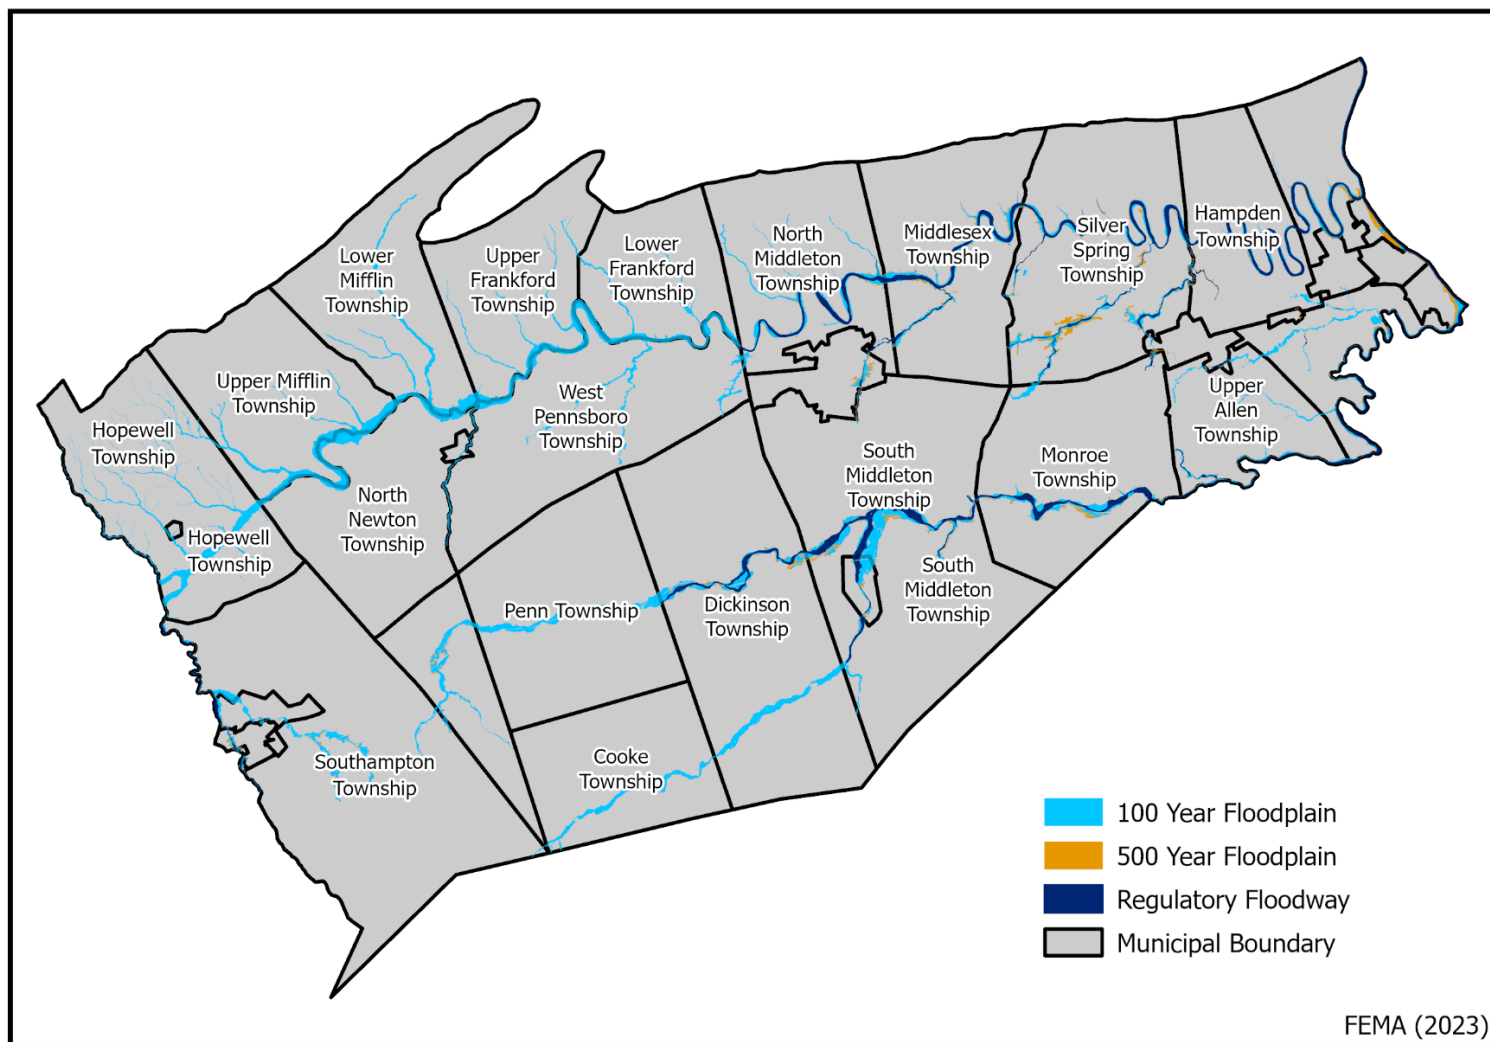 Lower
Mifflin
Township
Upper
Frankford
Township
Lower
Frankford
Township
North
Middleton
Township
Middlesex
Township
Silver
Spring
Township
Hampden
Township
Upper Mifflin
Township
Hopewell
Township
West
Pennsboro
Township
Upper
Allen
Township
South
Middleton
Township
Monroe
Township
North
Newton
Township
Hopewell
Township
Penn Township
Dickinson
Township
South
Middleton
Township
Southampton
Township
Cooke
Township
100 Year Floodplain
500 Year Floodplain
Regulatory Floodway
Municipal Boundary
FEMA (2023)